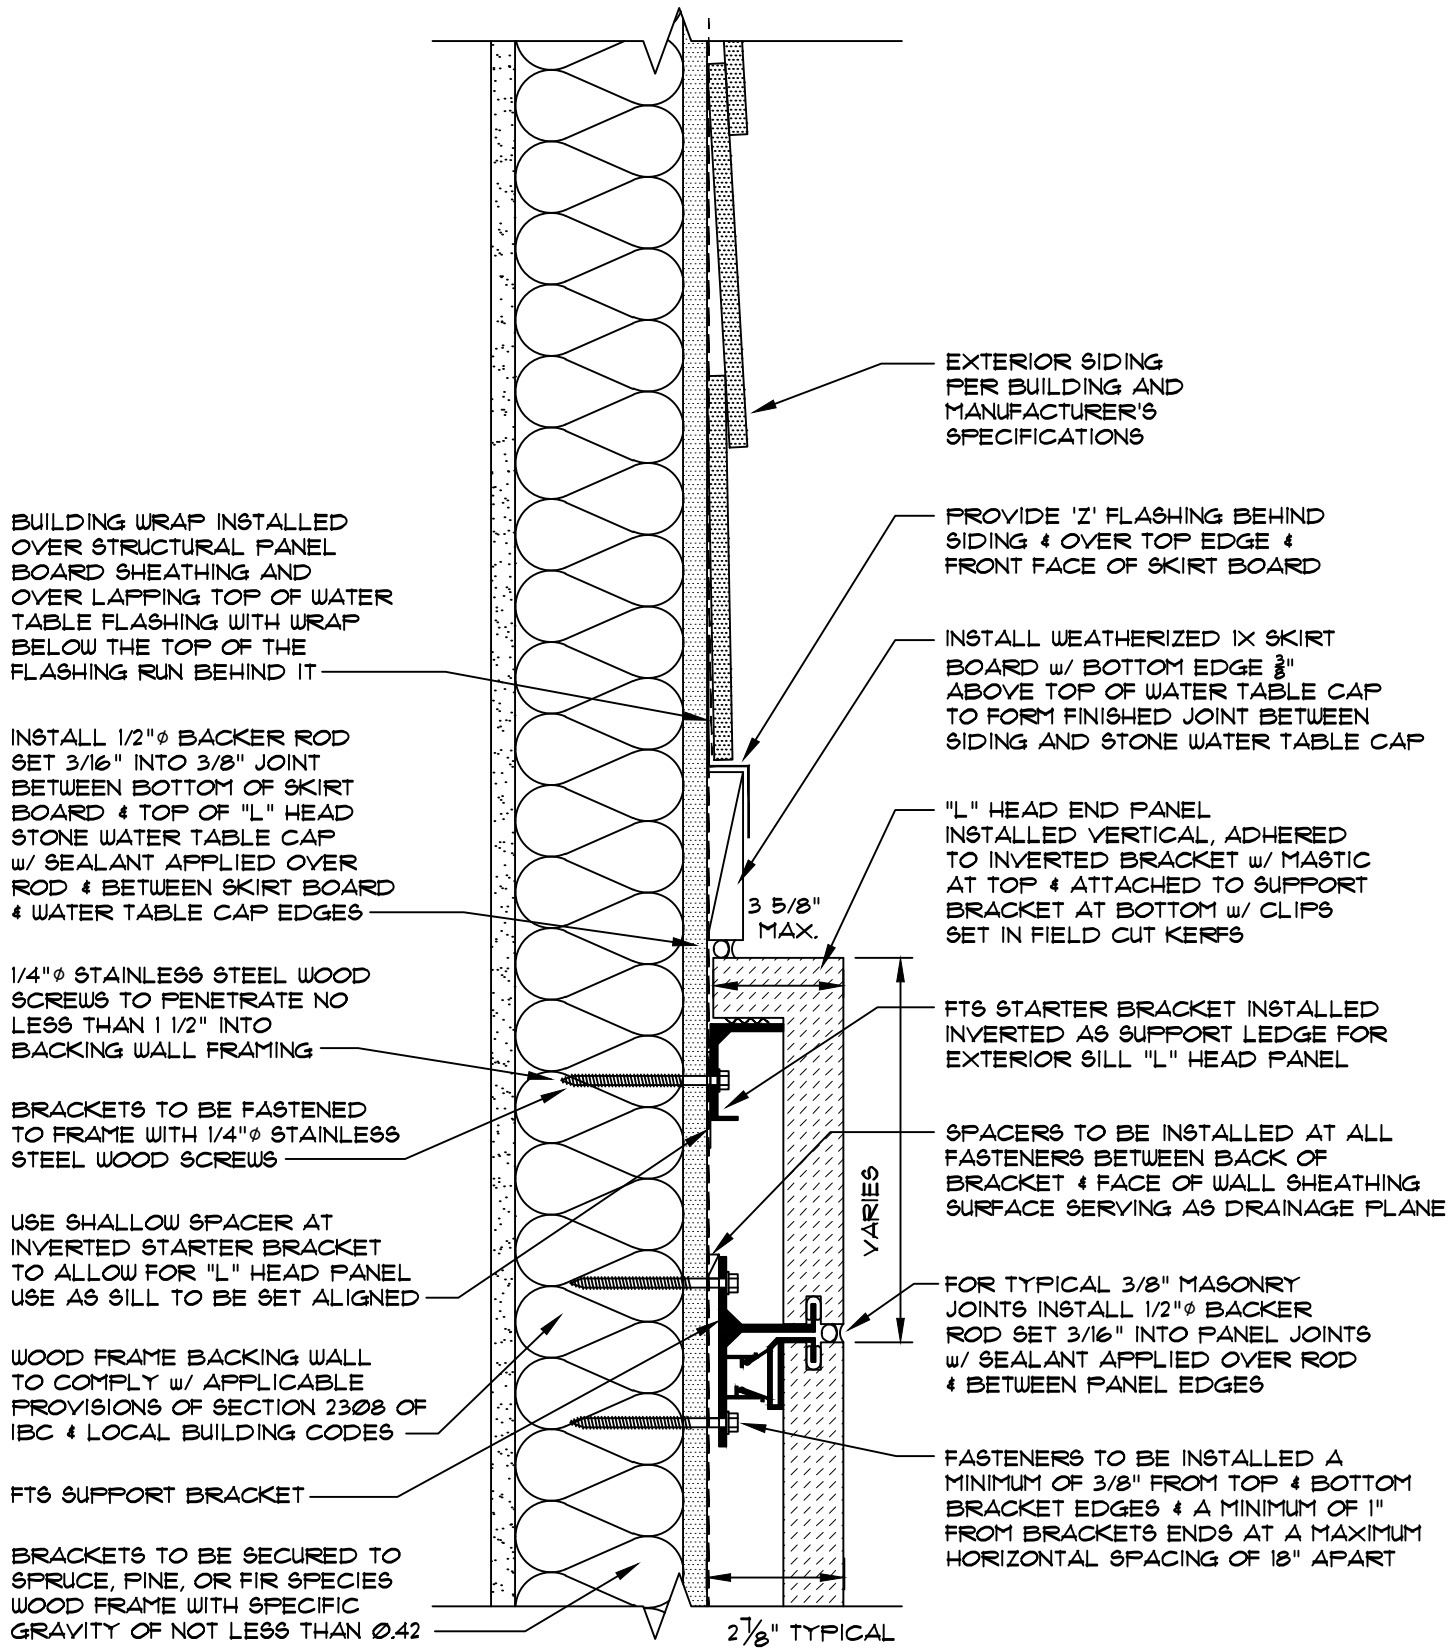 BUILDING WRAP INSTALLED
OVER STRUCTURAL PANEL
BOARD SHEATHING AND
OVER LAPPING TOP OF WATER
TABLE FLASHING WITH WRAP
BELOW THE TOP OF THE
FLASHING RUN BEHIND IT
INSTALL 1/2"ø BACKER ROD
SET 3/16" INTO 3/8" JOINT
BETWEEN BOTTOM OF SKIRT
BOARD & TOP OF "L" HEAD
STONE WATER TABLE CAP
w/ SEALANT APPLIED OVER
ROD & BETWEEN SKIRT BOARD
& WATER TABLE CAP EDGES
1/4"ø STAINLESS STEEL WOOD
SCREWS TO PENETRATE NO
LESS THAN 1 1/2" INTO
BACKING WALL FRAMING
BRACKETS TO BE FASTENED
TO FRAME WITH 1/4"ø STAINLESS
STEEL WOOD SCREWS
USE SHALLOW SPACER AT
INVERTED STARTER BRACKET
TO ALLOW FOR "L" HEAD PANEL
USE AS SILL TO BE SET ALIGNED
WOOD FRAME BACKING WALL
TO COMPLY w/ APPLICABLE
PROVISIONS OF SECTION 2308 OF
IBC & LOCAL BUILDING CODES
FTS SUPPORT BRACKET
BRACKETS TO BE SECURED TO
SPRUCE, PINE, OR FIR SPECIES
WOOD FRAME WITH SPECIFIC
GRAVITY OF NOT LESS THAN 0.42
EXTERIOR SIDING
PER BUILDING AND
MANUFACTURER'S
SPECIFICATIONS
PROVIDE 'Z' FLASHING BEHIND
SIDING & OVER TOP EDGE &
FRONT FACE OF SKIRT BOARD
INSTALL WEATHERIZED 1X SKIRT
BOARD w/ BOTTOM EDGE 3/8"
ABOVE TOP OF WATER TABLE CAP
TO FORM FINISHED JOINT BETWEEN
SIDING AND STONE WATER TABLE CAP
"L" HEAD END PANEL
INSTALLED VERTICAL, ADHERED
TO INVERTED BRACKET w/ MASTIC
AT TOP & ATTACHED TO SUPPORT
BRACKET AT BOTTOM w/ CLIPS
SET IN FIELD CUT KERFS
3 5/8"
MAX.
FTS STARTER BRACKET INSTALLED
INVERTED AS SUPPORT LEDGE FOR
EXTERIOR SILL "L" HEAD PANEL
SPACERS TO BE INSTALLED AT ALL
FASTENERS BETWEEN BACK OF
BRACKET & FACE OF WALL SHEATHING
SURFACE SERVING AS DRAINAGE PLANE
VARIES
FOR TYPICAL 3/8" MASONRY
JOINTS INSTALL 1/2"ø BACKER
ROD SET 3/16" INTO PANEL JOINTS
w/ SEALANT APPLIED OVER ROD
& BETWEEN PANEL EDGES
FASTENERS TO BE INSTALLED A
MINIMUM OF 3/8" FROM TOP & BOTTOM
BRACKET EDGES & A MINIMUM OF 1"
FROM BRACKETS ENDS AT A MAXIMUM
HORIZONTAL SPACING OF 18" APART
2 7/8" TYPICAL